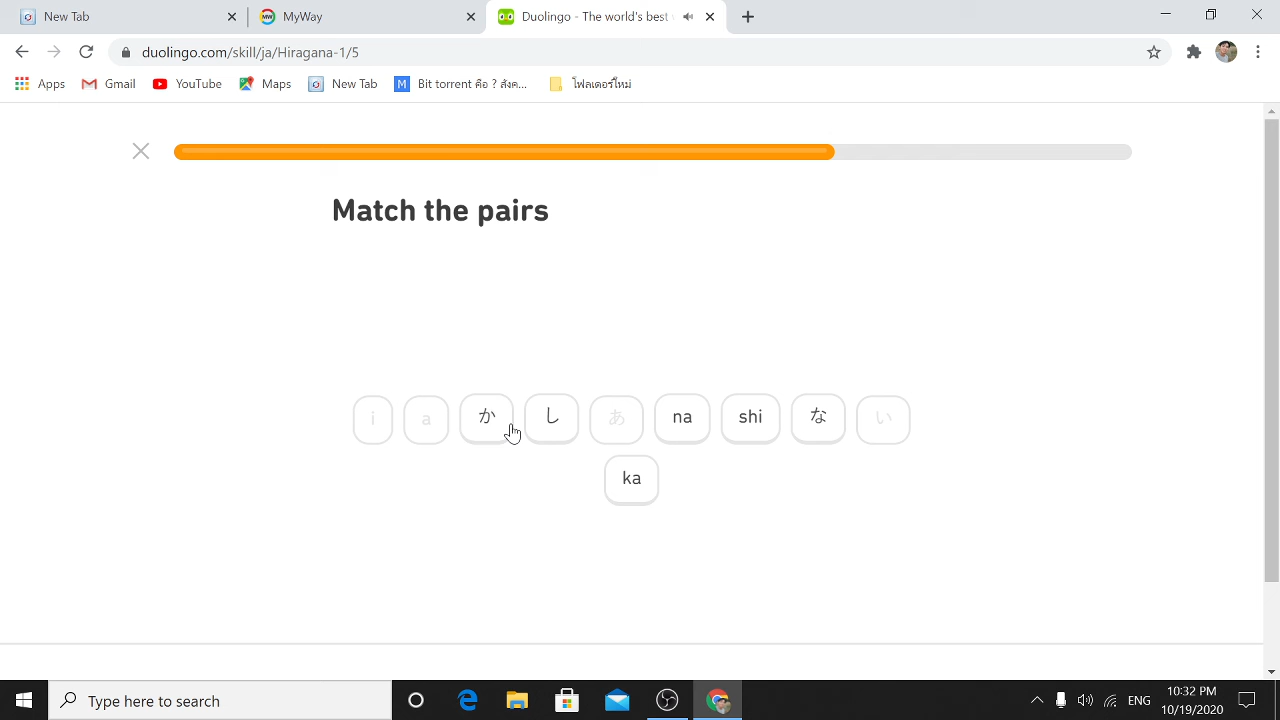 New Tab
MyWay
Duolingo - The world's best
duolingo.com/skill/ja/Hiragana-1/5
Apps Gmail YouTube Maps New Tab Bit torrent คือ ? สังค... โฟลเดอร์ใหม่
Match the pairs
i a か し あ na shi な い
ka
Type here to search
ENG
10:32 PM
10/19/2020